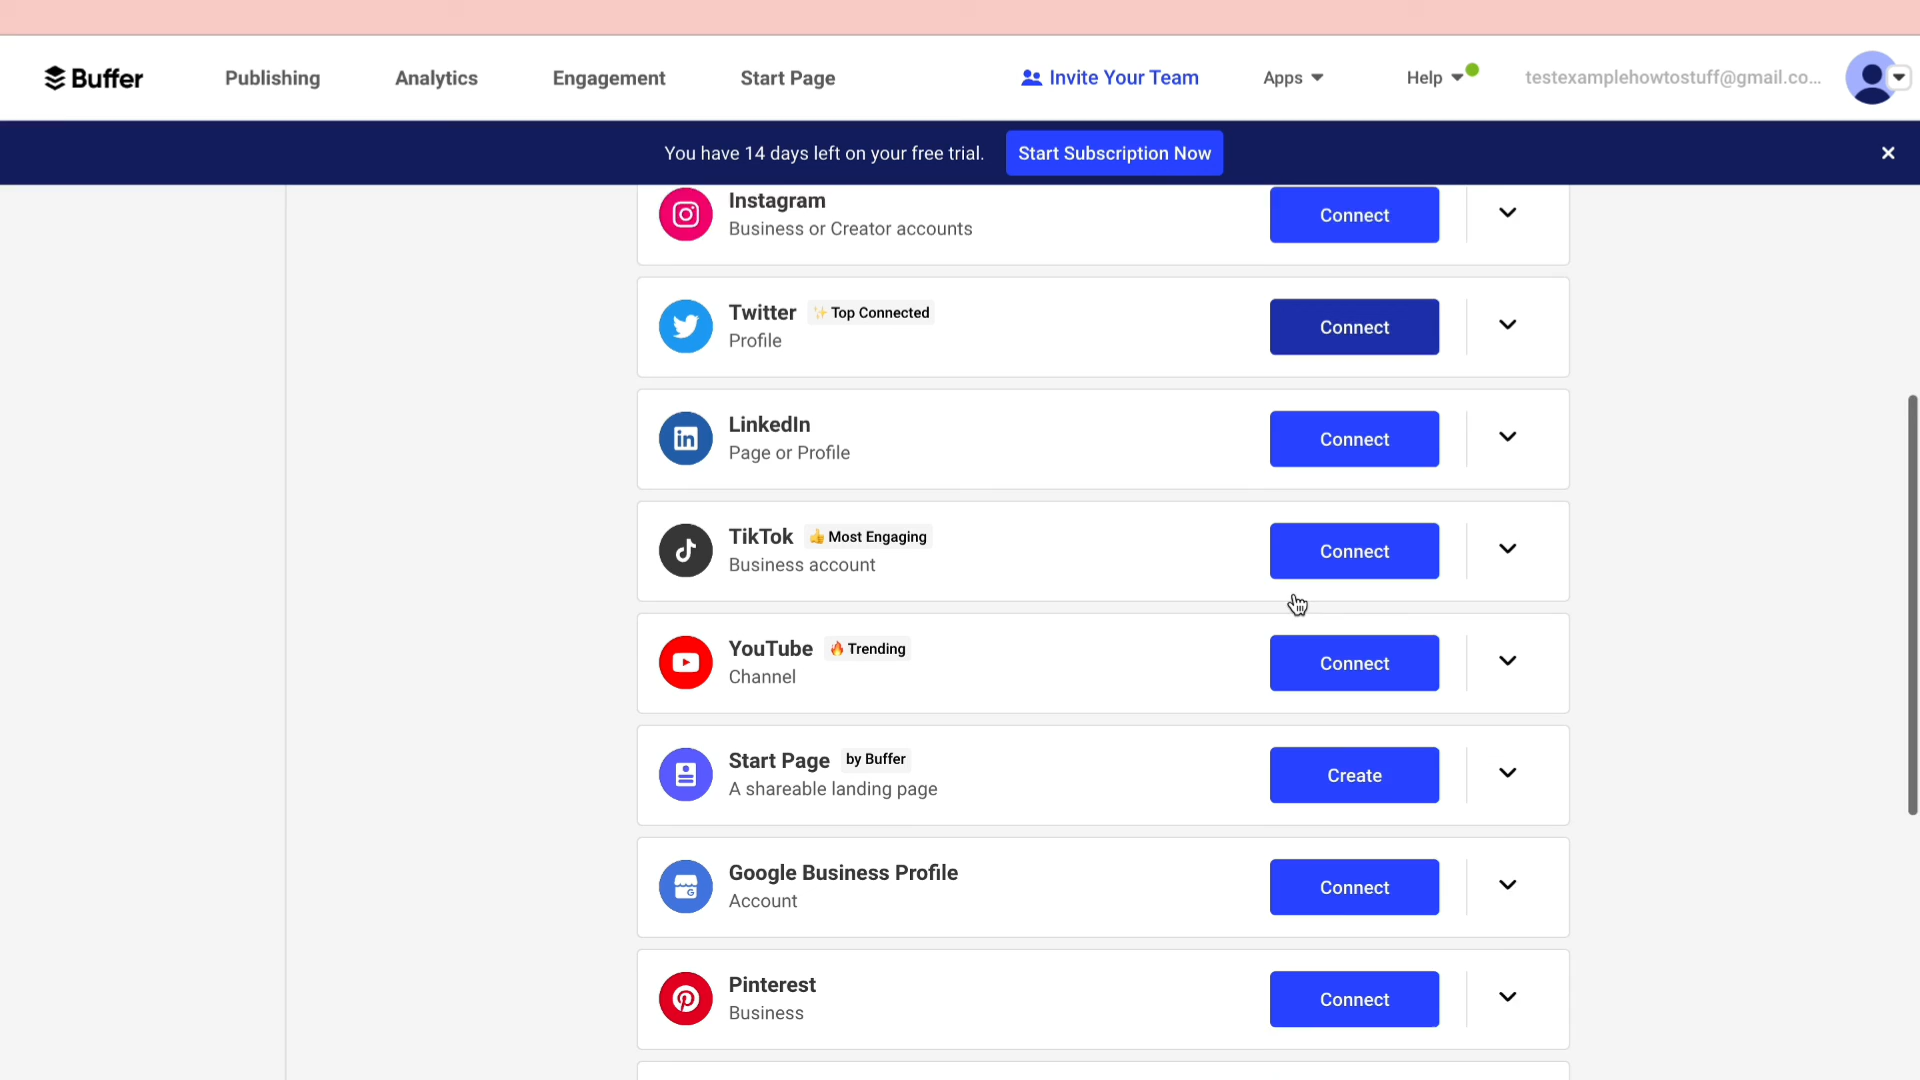 Buffer
Publishing
Analytics
Engagement
Start Page
Invite Your Team
Apps
Help
testexamplehowtostuff@gmail.co...
You have 14 days left on your free trial.
Start Subscription Now
Instagram
Business or Creator accounts
Connect
Twitter
✨ Top Connected
Profile
Connect
LinkedIn
Page or Profile
Connect
TikTok
👍 Most Engaging
Business account
Connect
YouTube
🔥 Trending
Channel
Connect
Start Page
by Buffer
A shareable landing page
Create
Google Business Profile
Account
Connect
Pinterest
Business
Connect